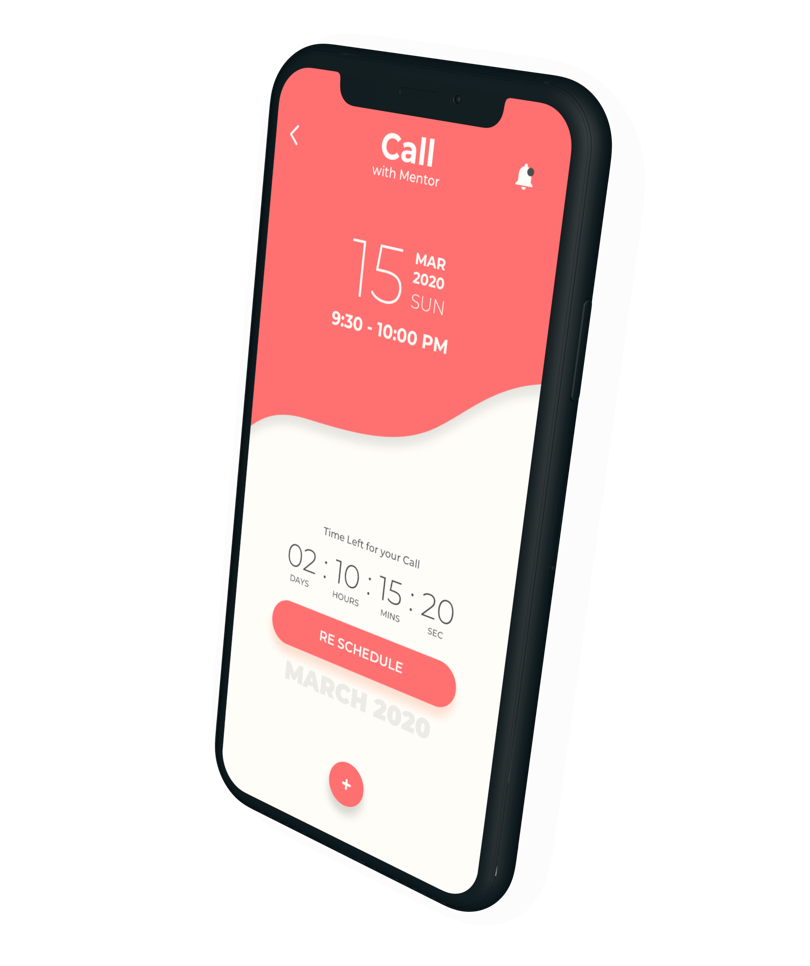 Call
with Mentor
15
MAR
2020
SUN
9:30 - 10:00 PM
Time Left for your Call
02 : 10 : 15 : 20
DAYS HOURS MINS SEC
RE SCHEDULE
MARCH 2020
+